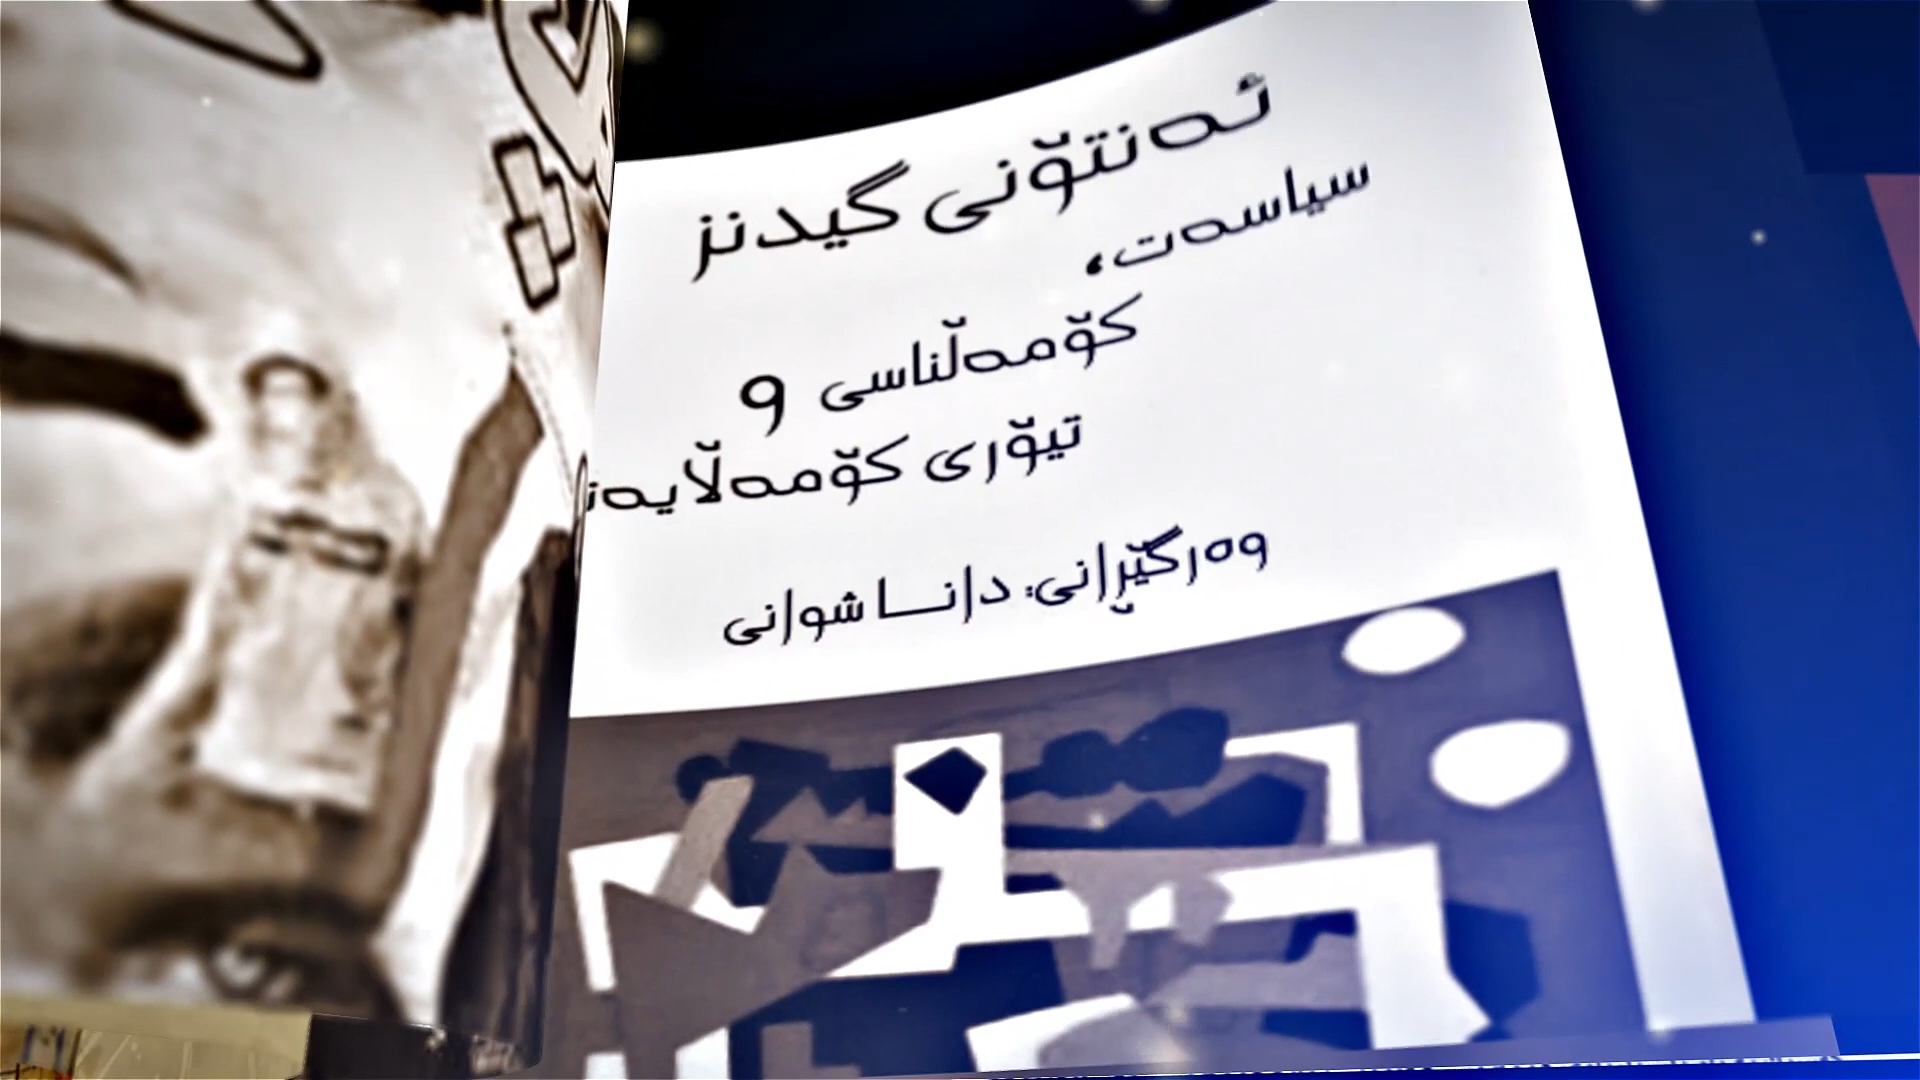 ئەنتۆنی گیدنز
سیاسەت،
کۆمەڵناسی و
تیۆری کۆمەڵایەتی
وەرگێڕانی: دانا شوانی